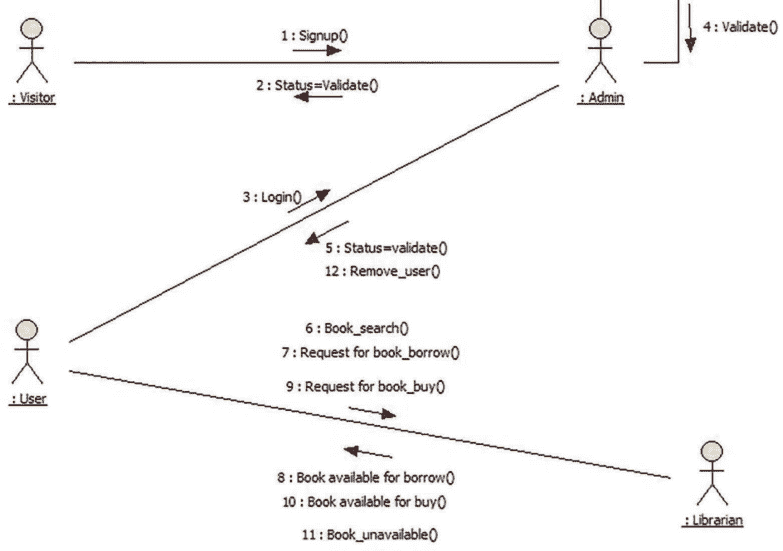 1 : Signup()
4 : Validate()
2 : Status=Validate()
: Visitor
: Admin
3 : Login()
5 : Status=validate()
12 : Remove_user()
6 : Book_search()
7 : Request for book_borrow()
9 : Request for book_buy()
: User
8 : Book available for borrow()
10 : Book available for buy()
11 : Book_unavailable()
: Librarian